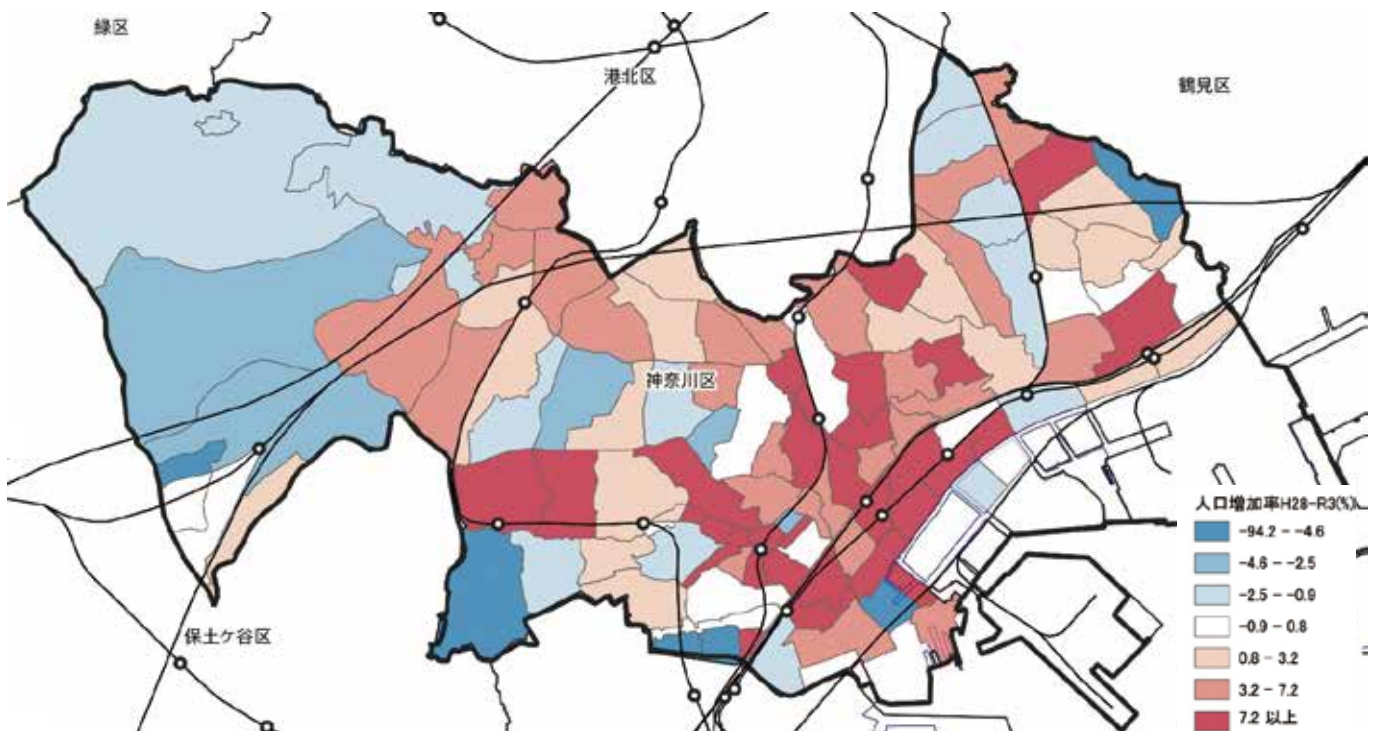 緑区
港北区
鶴見区
神奈川区
保土ケ谷区
人口増加率H28-R3(%)
-94.2 - -4.6
-4.6 - -2.5
-2.5 - -0.9
-0.9 - 0.8
0.8 - 3.2
3.2 - 7.2
7.2 以上